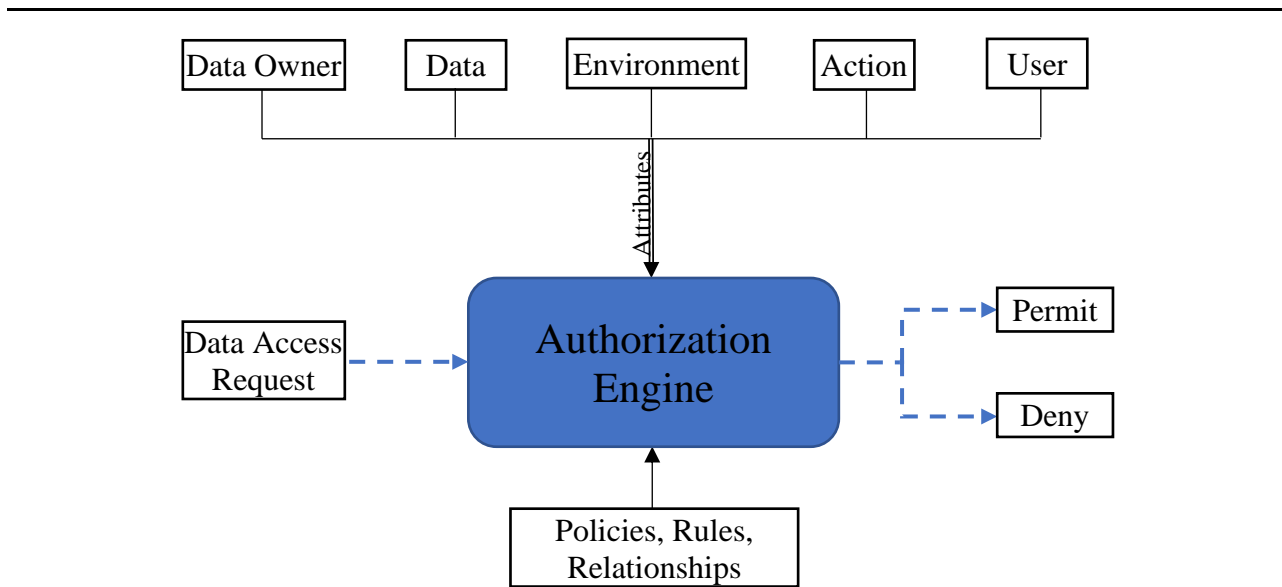 Data Owner
Data
Environment
Action
User
Attributes
Data Access
Request
Authorization
Engine
Permit
Deny
Policies, Rules,
Relationships